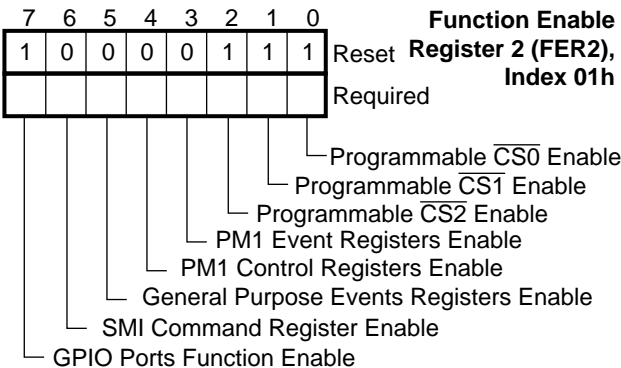 7 6 5 4 3 2 1 0
Function Enable
1 0 0 0 0 1 1 1 Reset Register 2 (FER2),
Index 01h
Required
Programmable CS0 Enable
Programmable CS1 Enable
Programmable CS2 Enable
PM1 Event Registers Enable
PM1 Control Registers Enable
General Purpose Events Registers Enable
SMI Command Register Enable
GPIO Ports Function Enable